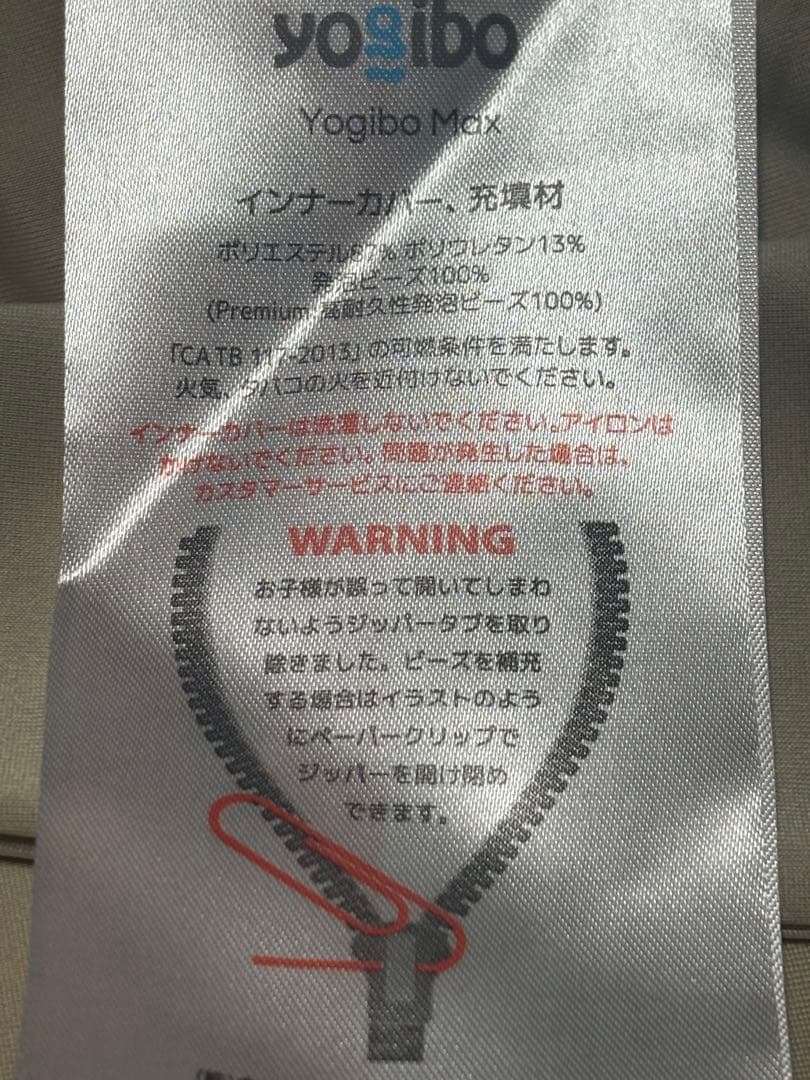 yogibo
Yogibo Max
インナーカバー、充填材
ポリエステル87% ポリウレタン13%
発泡ビーズ100%
(Premium 高耐久性発泡ビーズ100%)
「CA TB 117-2013」の可燃条件を満たします。
火気、タバコの火を近付けないでください。
インナーカバーは洗濯しないでください。アイロンは
かけないでください。問題が発生した場合は、
カスタマーサービスにご連絡ください。
WARNING
お子様が誤って開いてしまわ
ないようジッパータブを取り
除きました。ビーズを補充
する場合はイラストのよう
にペーパークリップで
ジッパーを開け閉め
できます。